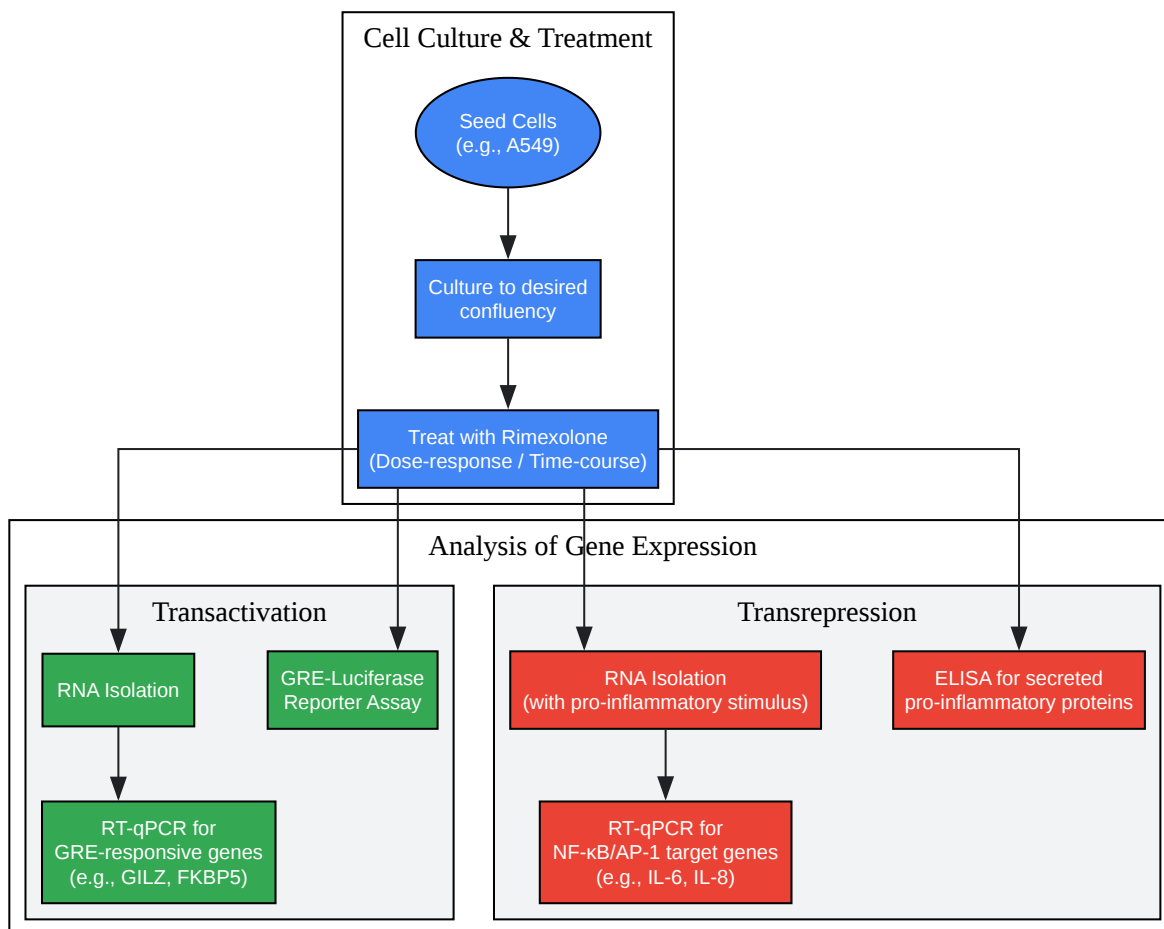 Cell Culture & Treatment
Seed Cells
(e.g., A549)
Culture to desired
confluency
Treat with Rimexolone
(Dose-response / Time-course)
Analysis of Gene Expression
Transactivation
RNA Isolation
GRE-Luciferase
Reporter Assay
RT-qPCR for
GRE-responsive genes
(e.g., GILZ, FKBP5)
Transrepression
RNA Isolation
(with pro-inflammatory stimulus)
ELISA for secreted
pro-inflammatory proteins
RT-qPCR for
NF-κB/AP-1 target genes
(e.g., IL-6, IL-8)